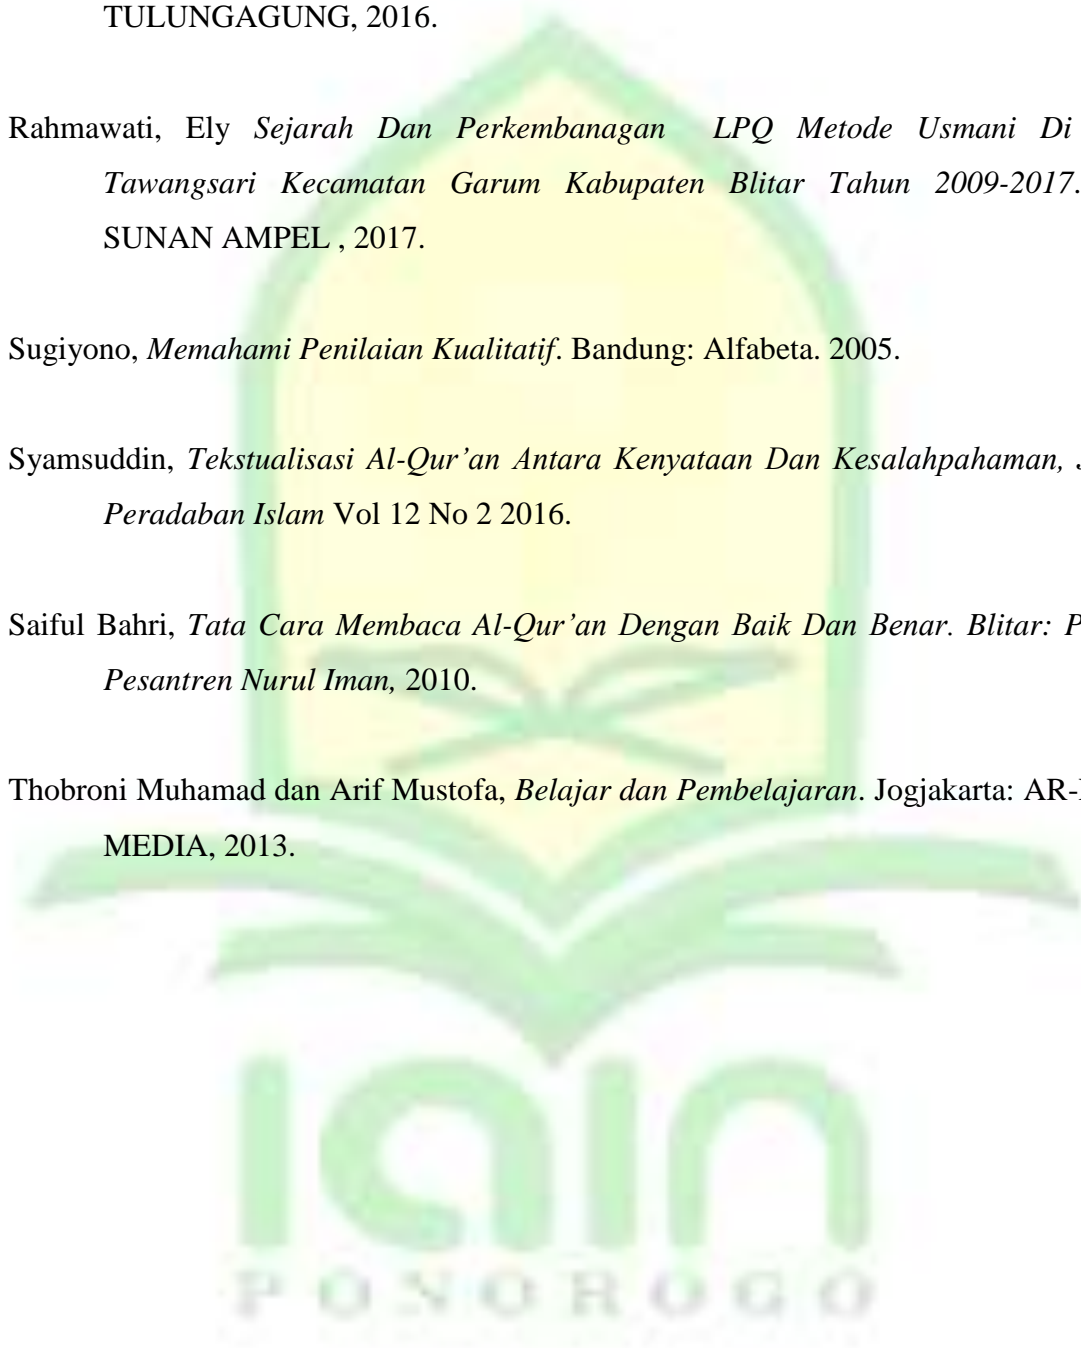 TULUNGAGUNG, 2016.
Rahmawati, Ely Sejarah Dan Perkembanagan LPQ Metode Usmani Di
Tawangsari Kecamatan Garum Kabupaten Blitar Tahun 2009-2017.
SUNAN AMPEL , 2017.
Sugiyono, Memahami Penilaian Kualitatif. Bandung: Alfabeta. 2005.
Syamsuddin, Tekstualisasi Al-Qur’an Antara Kenyataan Dan Kesalahpahaman,
Peradaban Islam Vol 12 No 2 2016.
Saiful Bahri, Tata Cara Membaca Al-Qur’an Dengan Baik Dan Benar. Blitar: P
Pesantren Nurul Iman, 2010.
Thobroni Muhamad dan Arif Mustofa, Belajar dan Pembelajaran. Jogjakarta: AR-
MEDIA, 2013.
iain
PONOROGO